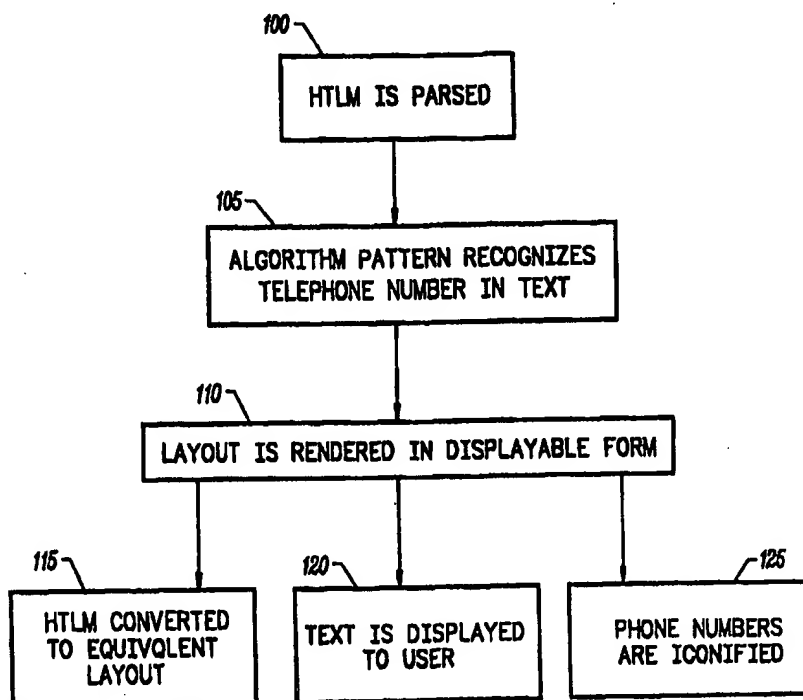 100
HTLM IS PARSED
105
ALGORITHM PATTERN RECOGNIZES
TELEPHONE NUMBER IN TEXT
110
LAYOUT IS RENDERED IN DISPLAYABLE FORM
115
HTLM CONVERTED
TO EQUIVQLENT
LAYOUT
120
TEXT IS DISPLAYED
TO USER
125
PHONE NUMBERS
ARE ICONIFIED